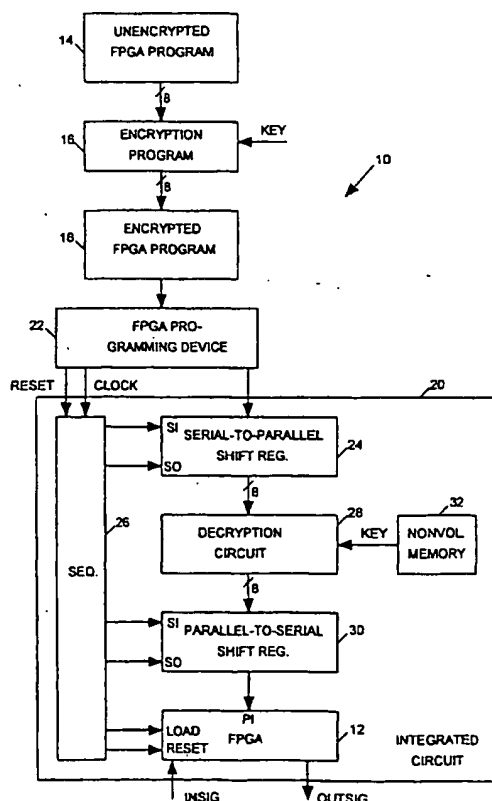 14
UNENCRYPTED
FPGA PROGRAM
8
16
ENCRYPTION
PROGRAM
KEY
8
10
18
ENCRYPTED
FPGA PROGRAM
22
FPGA PRO-
GRAMMING DEVICE
RESET
CLOCK
20
SI
SO
SERIAL-TO-PARALLEL
SHIFT REG.
24
8
26
SEQ.
28
DECRYPTION
CIRCUIT
KEY
32
NONVOL
MEMORY
8
SI
SO
PARALLEL-TO-SERIAL
SHIFT REG.
30
PI
LOAD
RESET
FPGA
12
INTEGRATED
CIRCUIT
INSIG
OUTSIG